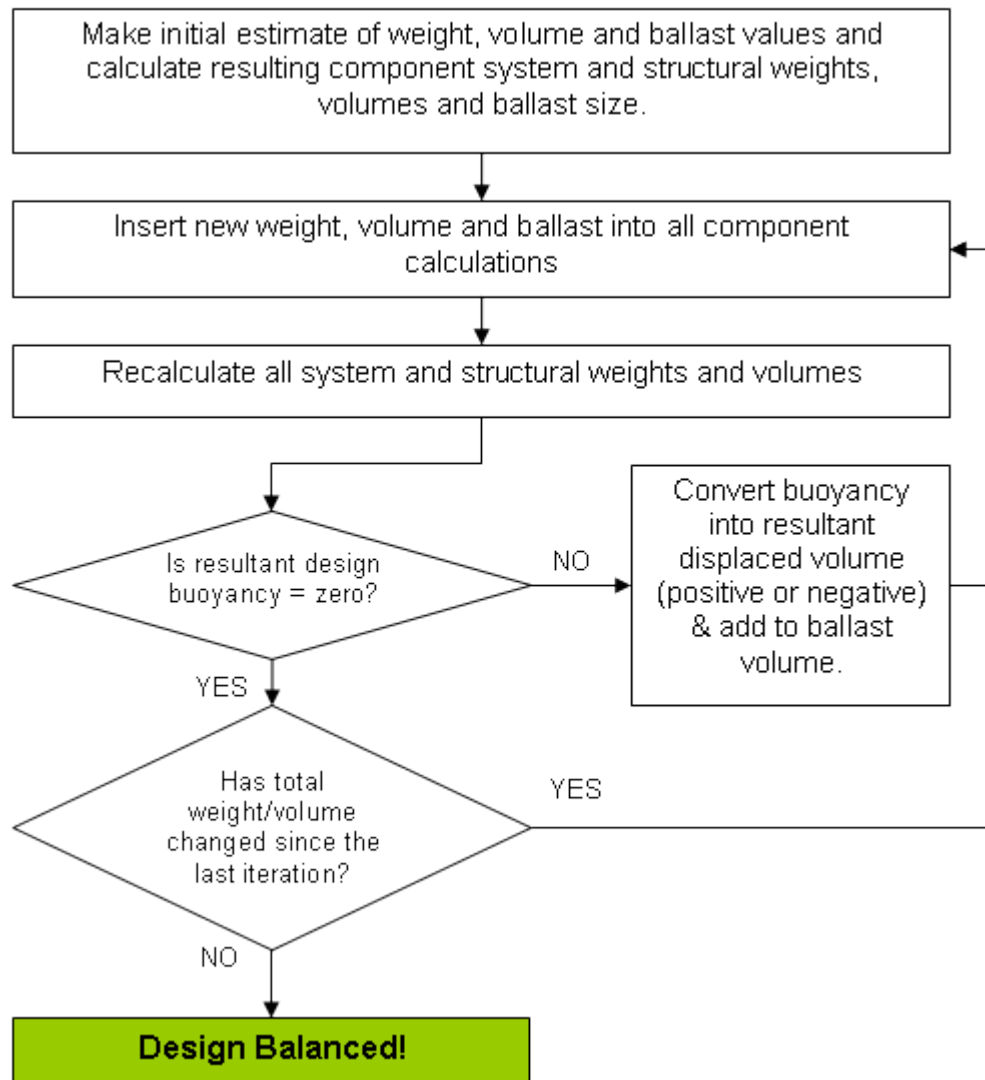 Make initial estimate of weight, volume and ballast values and
calculate resulting component system and structural weights,
volumes and ballast size.
Insert new weight, volume and ballast into all component
calculations
Recalculate all system and structural weights and volumes
Is resultant design
buoyancy = zero?
NO
Convert buoyancy
into resultant
displaced volume
(positive or negative)
& add to ballast
volume.
YES
Has total
weight/volume
changed since the
last iteration?
YES
NO
Design Balanced!